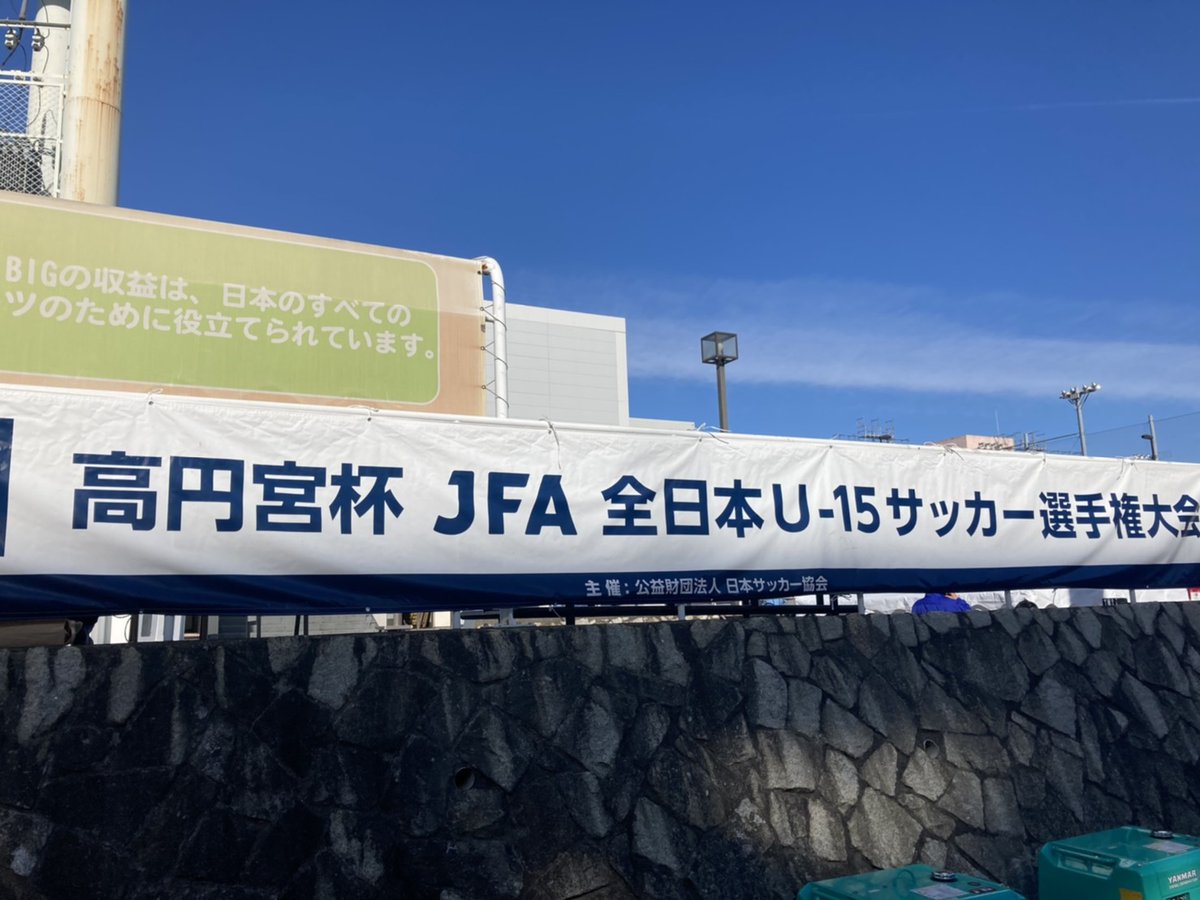 BIGの収益は、日本のすべての
ツのために役立てられています。
高円宮杯 JFA 全日本U-15サッカー選手権大会
主催：公益財団法人 日本サッカー協会
YANMAR